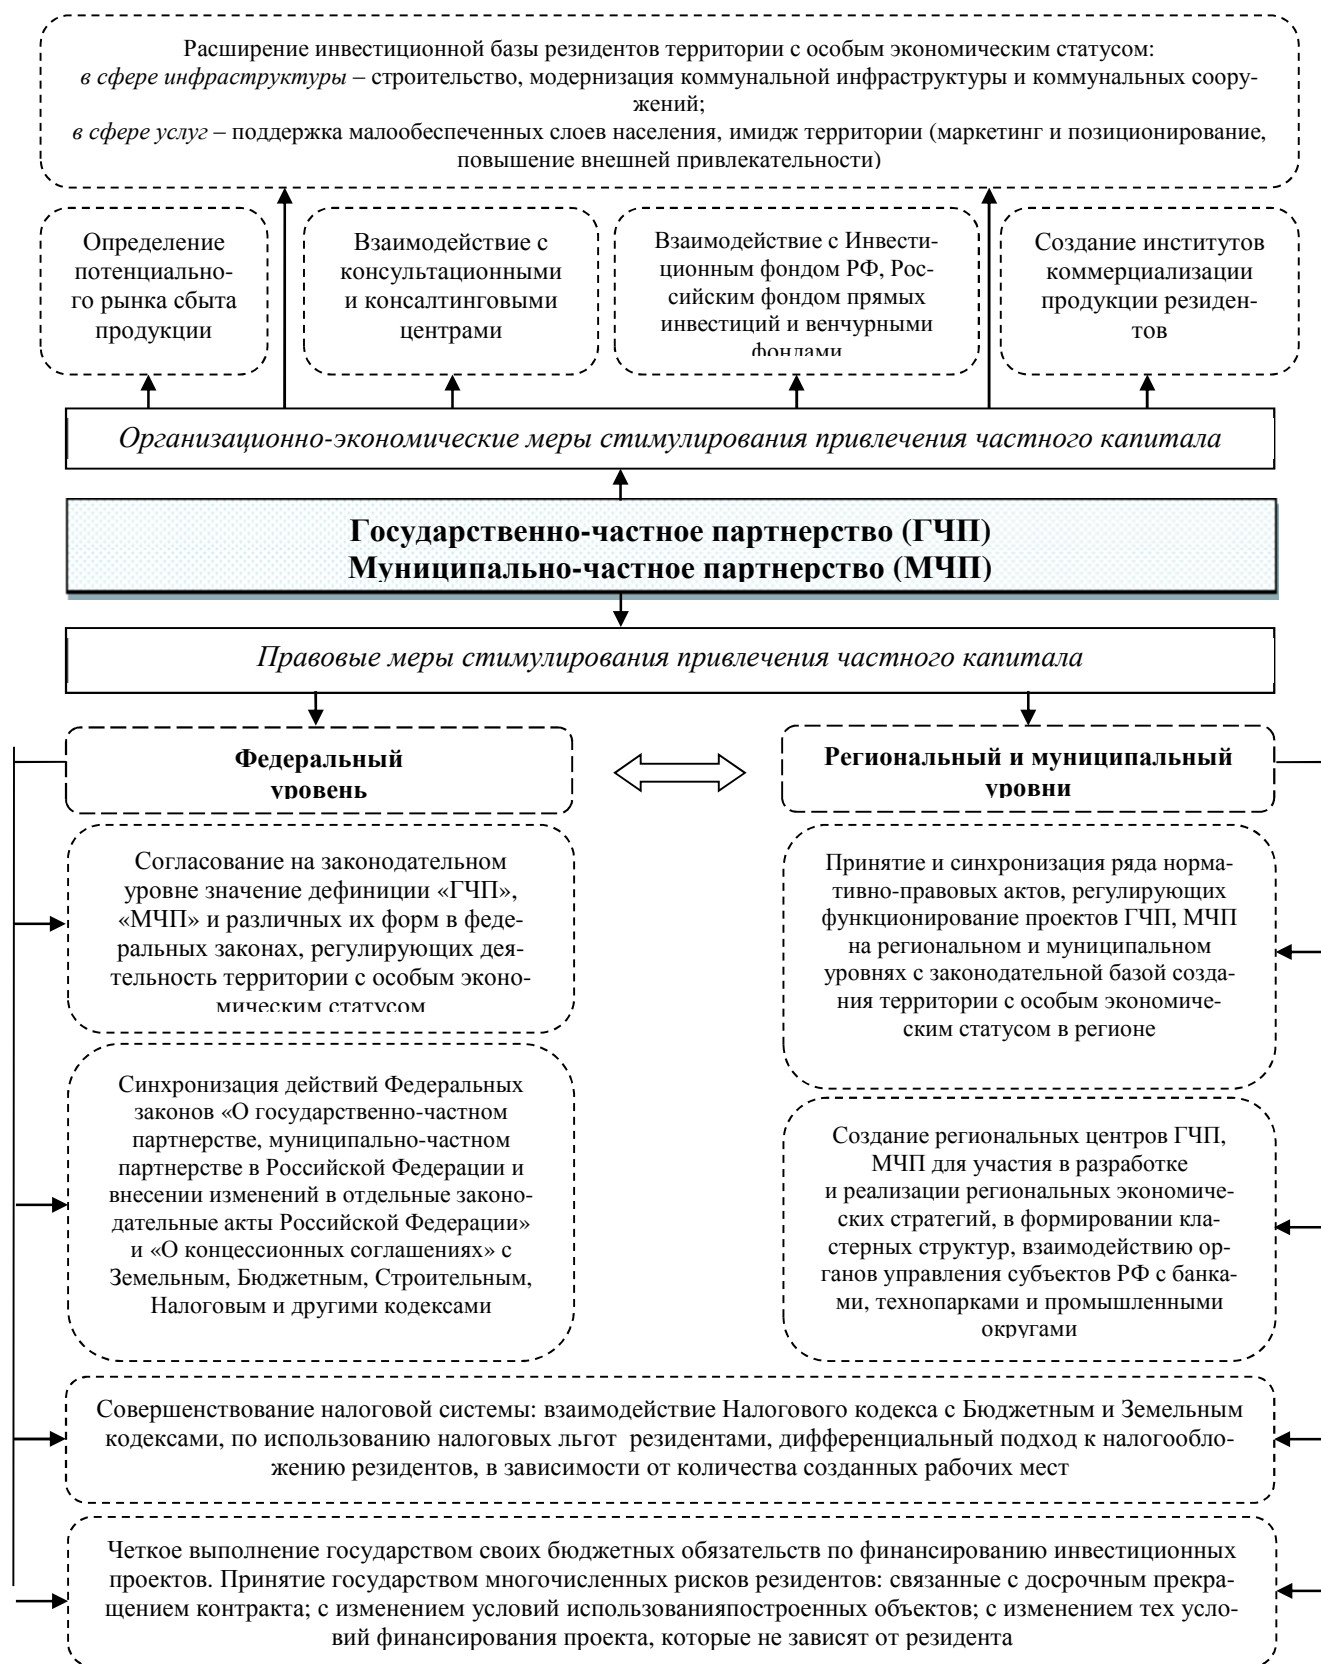 Расширение инвестиционной базы резидентов территории с особым экономическим статусом:
в сфере инфраструктуры – строительство, модернизация коммунальной инфраструктуры и коммунальных соору-
жений;
в сфере услуг – поддержка малообеспеченных слоев населения, имидж территории (маркетинг и позиционирование,
повышение внешней привлекательности)
Определение
потенциально-
го рынка сбыта
продукции
Взаимодействие с
консультационными
и консалтинговыми
центрами
Взаимодействие с Инвести-
ционным фондом РФ, Рос-
сийским фондом прямых
инвестиций и венчурными
фондами
Создание институтов
коммерциализации
продукции резиден-
тов
Организационно-экономические меры стимулирования привлечения частного капитала
Государственно-частное партнерство (ГЧП)
Муниципально-частное партнерство (МЧП)
Правовые меры стимулирования привлечения частного капитала
Федеральный
уровень
Региональный и муниципальный
уровни
Согласование на законодательном
уровне значение дефиниции «ГЧП»,
«МЧП» и различных их форм в феде-
ральных законах, регулирующих дея-
тельность территории с особым эконо-
мическим статусом
Принятие и синхронизация ряда норма-
тивно-правовых актов, регулирующих
функционирование проектов ГЧП, МЧП
на региональном и муниципальном
уровнях с законодательной базой созда-
ния территории с особым экономиче-
ским статусом в регионе
Синхронизация действий Федеральных
законов «О государственно-частном
партнерстве, муниципально-частном
партнерстве в Российской Федерации и
внесении изменений в отдельные законо-
дательные акты Российской Федерации»
и «О концессионных соглашениях» с
Земельным, Бюджетным, Строительным,
Налоговым и другими кодексами
Создание региональных центров ГЧП,
МЧП для участия в разработке
и реализации региональных экономиче-
ских стратегий, в формировании кла-
стерных структур, взаимодействию ор-
ганов управления субъектов РФ с банка-
ми, технопарками и промышленными
округами
Совершенствование налоговой системы: взаимодействие Налогового кодекса с Бюджетным и Земельным
кодексами, по использованию налоговых льгот резидентами, дифференциальный подход к налогообло-
жению резидентов, в зависимости от количества созданных рабочих мест
Четкое выполнение государством своих бюджетных обязательств по финансированию инвестиционных
проектов. Принятие государством многочисленных рисков резидентов: связанные с досрочным прекра-
щением контракта; с изменением условий использованияпостроенных объектов; с изменением тех усло-
вий финансирования проекта, которые не зависят от резидента